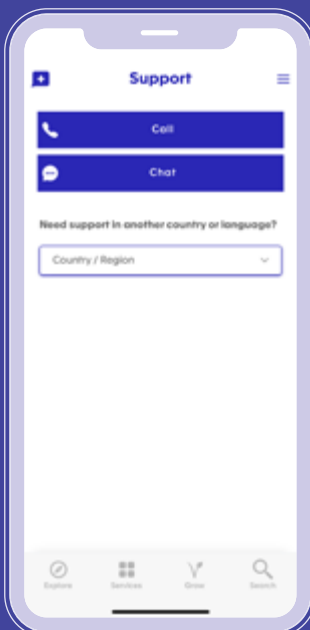 Support
Call
Chat
Need support in another country or language?
Country / Region
Explore
Services
Grow
Search